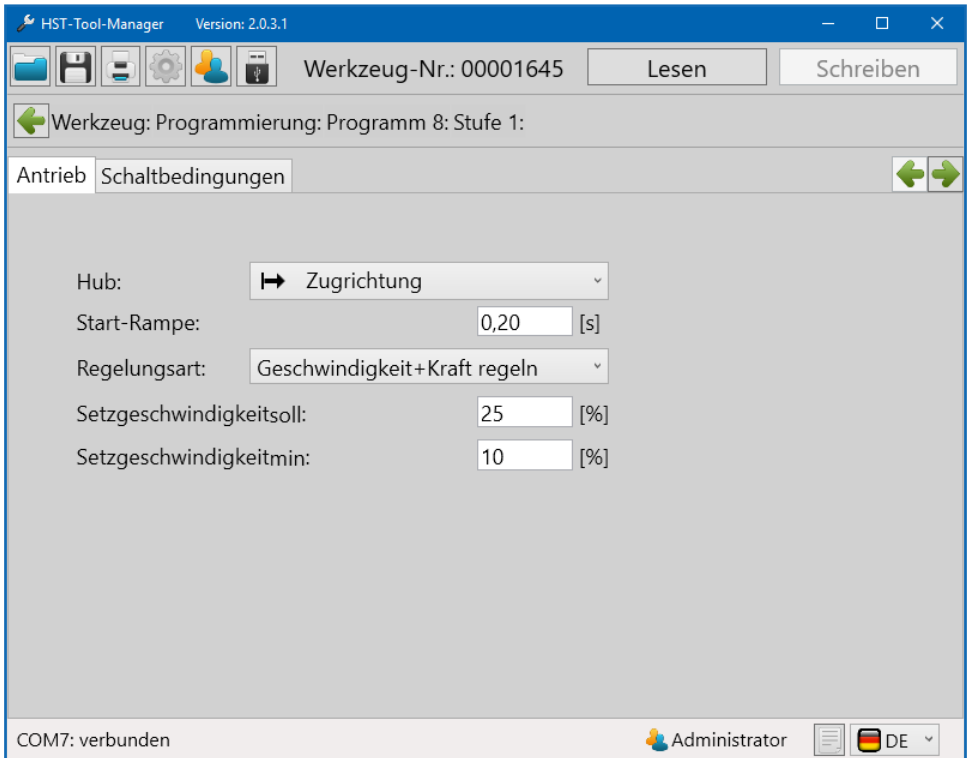 HST-Tool-Manager Version: 2.0.3.1
Werkzeug-Nr.: 00001645 Lesen Schreiben
Werkzeug: Programmierung: Programm 8: Stufe 1:
Antrieb Schaltbedingungen
Hub: Zugrichtung
Start-Rampe: 0,20 [s]
Regelungsart: Geschwindigkeit+Kraft regeln
Setzgeschwindigkeitsoll: 25 [%]
Setzgeschwindigkeitmin: 10 [%]
COM7: verbunden Administrator DE